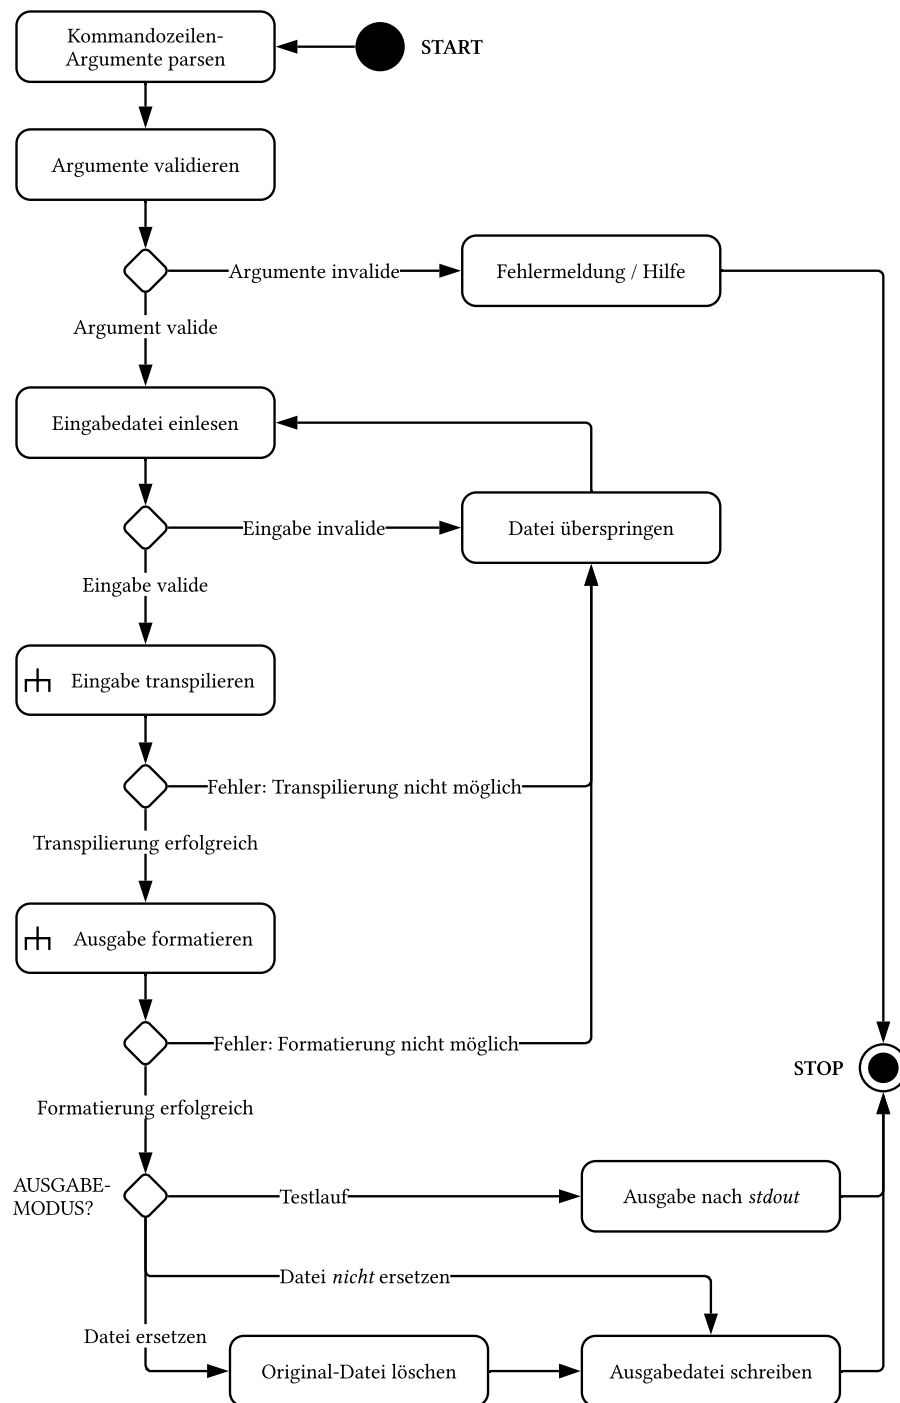 Kommandozeilen-
Argumente parsen
START
Argumente validieren
Argumente invalide
Fehlermeldung / Hilfe
Argument valide
Eingabedatei einlesen
Eingabe invalide
Datei überspringen
Eingabe valide
Eingabe transpilieren
Fehler: Transpilierung nicht möglich
Transpilierung erfolgreich
Ausgabe formatieren
Fehler: Formatierung nicht möglich
STOP
Formatierung erfolgreich
AUSGABE-
MODUS?
Testlauf
Ausgabe nach stdout
Datei nicht ersetzen
Datei ersetzen
Original-Datei löschen
Ausgabedatei schreiben